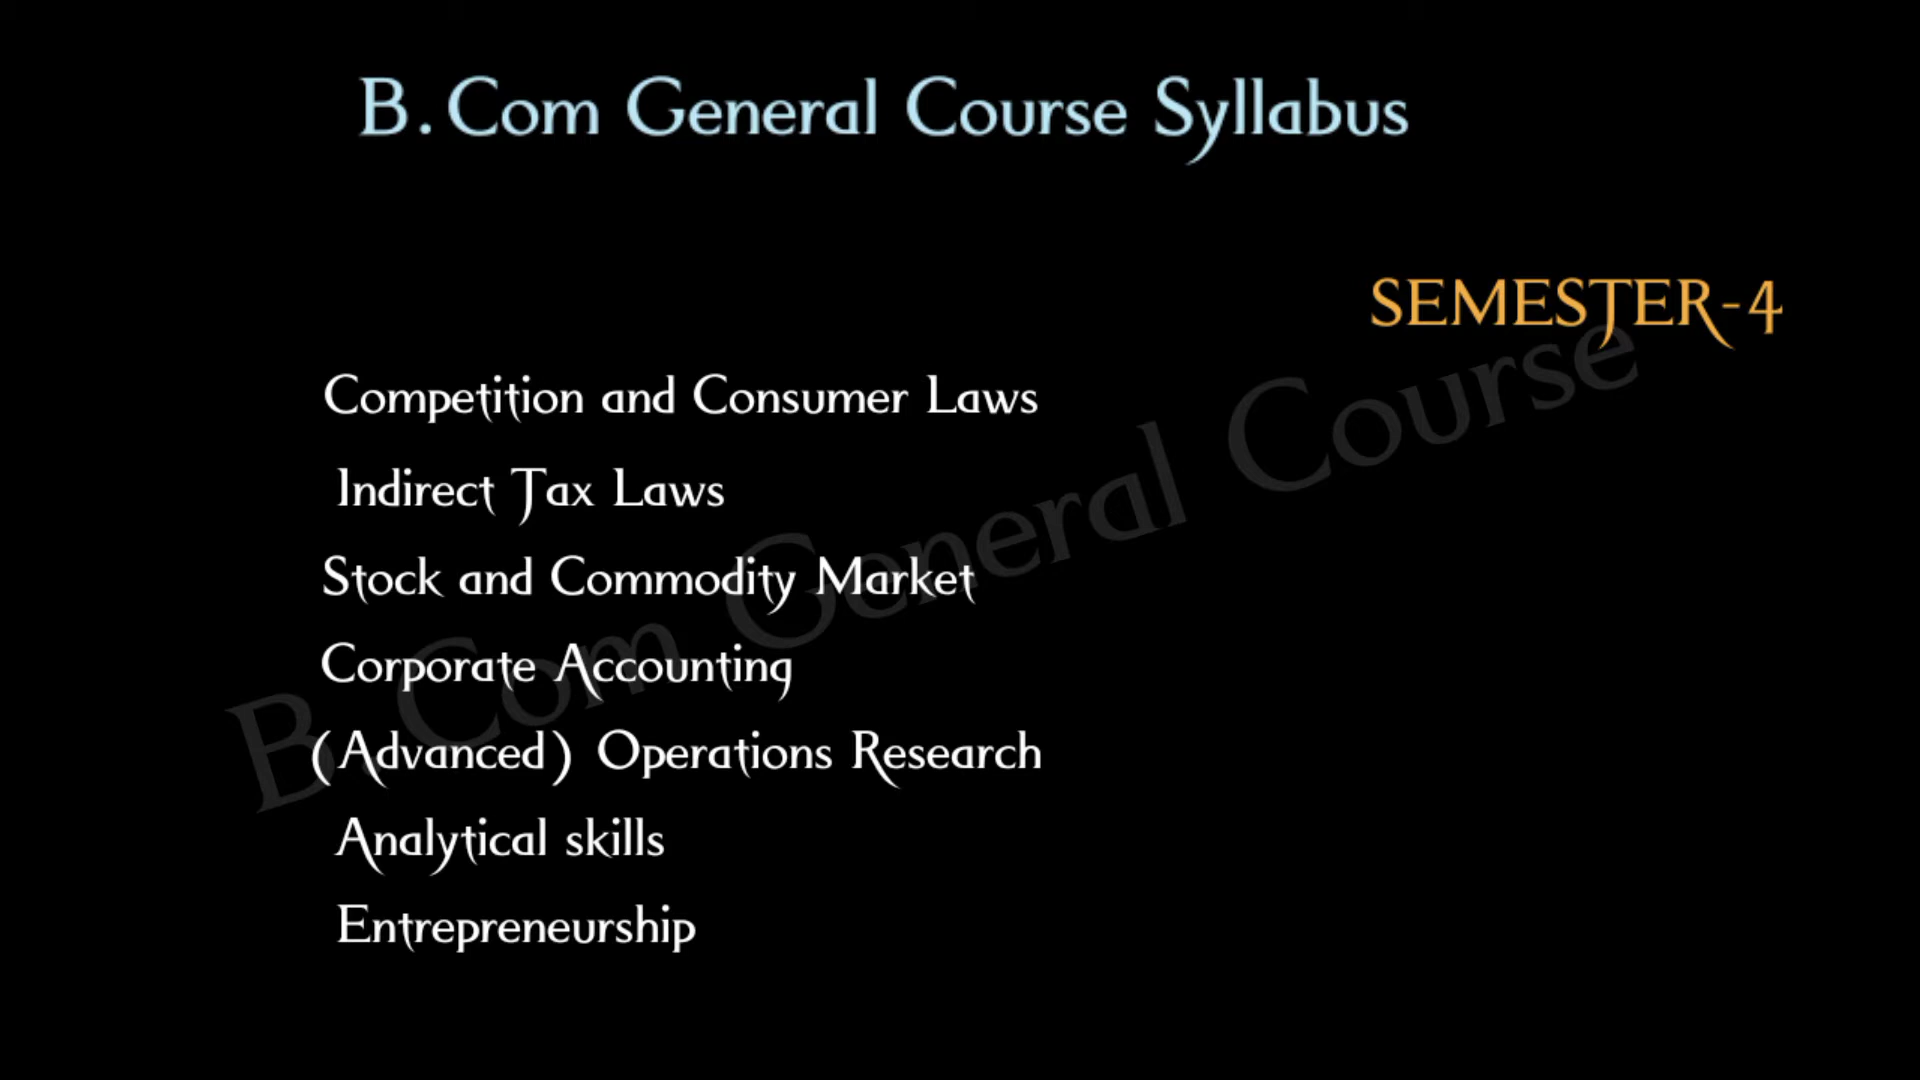 B.Com General Course Syllabus
SEMESTER-4
Competition and Consumer Laws
Indirect Tax Laws
Stock and Commodity Market
Corporate Accounting
(Advanced) Operations Research
Analytical skills
Entrepreneurship
B.Com General Course